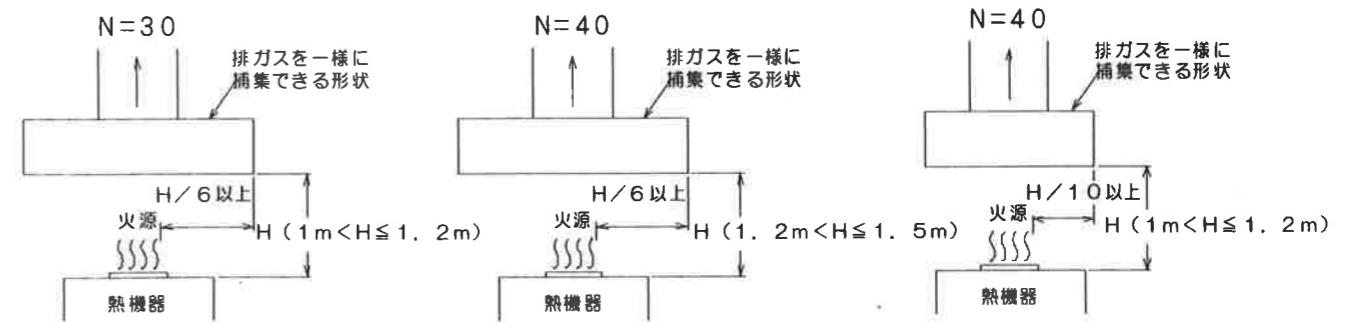 N=30
排ガスを一様に
捕集できる形状
H/6以上
火源
H(1m<H≦1.2m)
熱機器
N=40
排ガスを一様に
捕集できる形状
H/6以上
火源
H(1.2m<H≦1.5m)
熱機器
N=40
排ガスを一様に
捕集できる形状
H/10以上
火源
H(1m<H≦1.2m)
熱機器